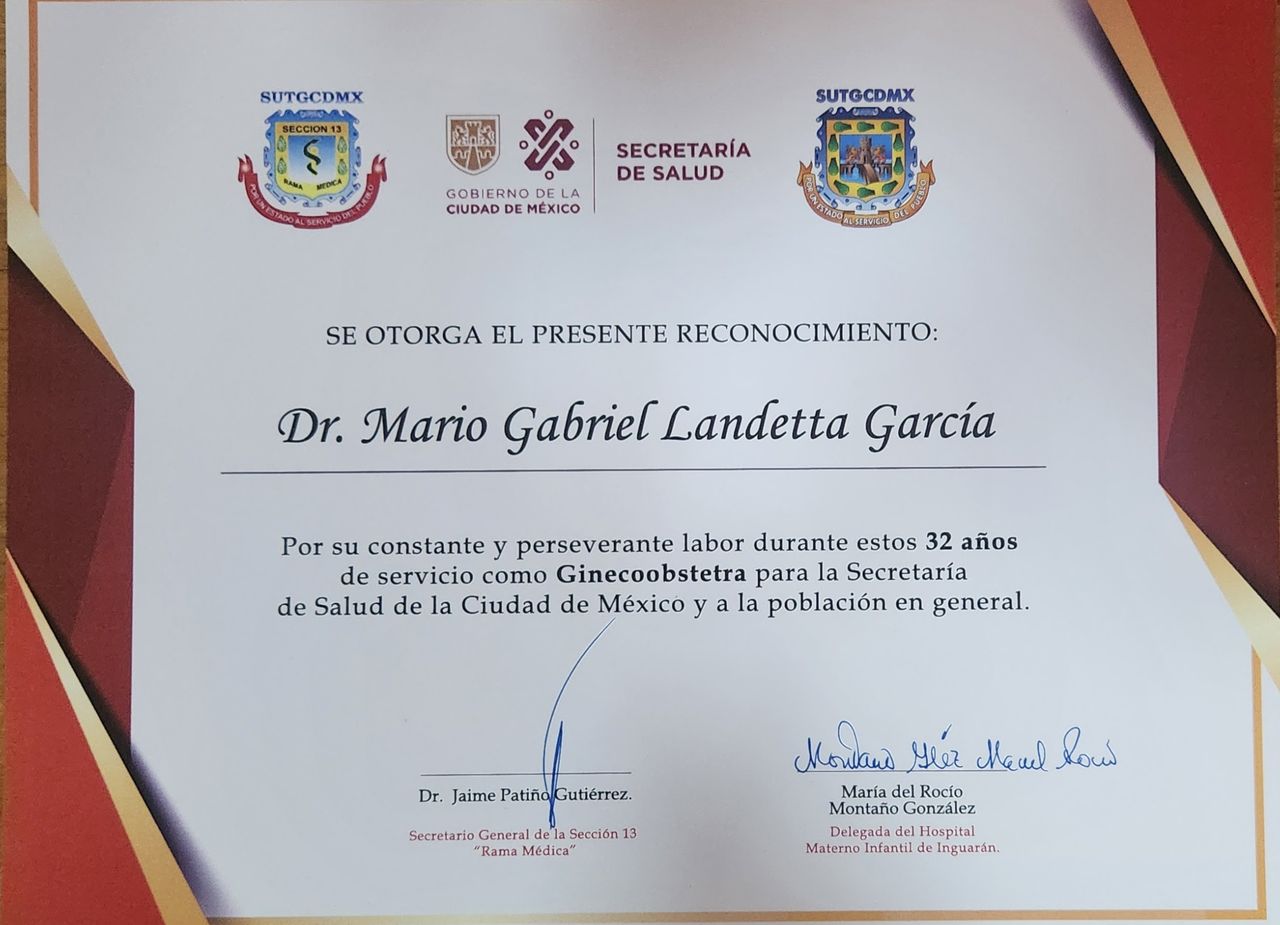 SUTGCDMX
SECCION 13
RAMA MEDICA
POR UN ESTADO AL SERVICIO DEL PUEBLO
GOBIERNO DE LA
CIUDAD DE MÉXICO
SECRETARÍA
DE SALUD
SUTGCDMX
POR UN ESTADO AL SERVICIO DEL PUEBLO
SE OTORGA EL PRESENTE RECONOCIMIENTO:
Dr. Mario Gabriel Landetta García
Por su constante y perseverante labor durante estos 32 años
de servicio como Ginecoobstetra para la Secretaría
de Salud de la Ciudad de México y a la población en general.
Dr. Jaime Patiño Gutiérrez.
Secretario General de la Sección 13
"Rama Médica"
María del Rocío
Montaño González
Delegada del Hospital
Materno Infantil de Inguarán.